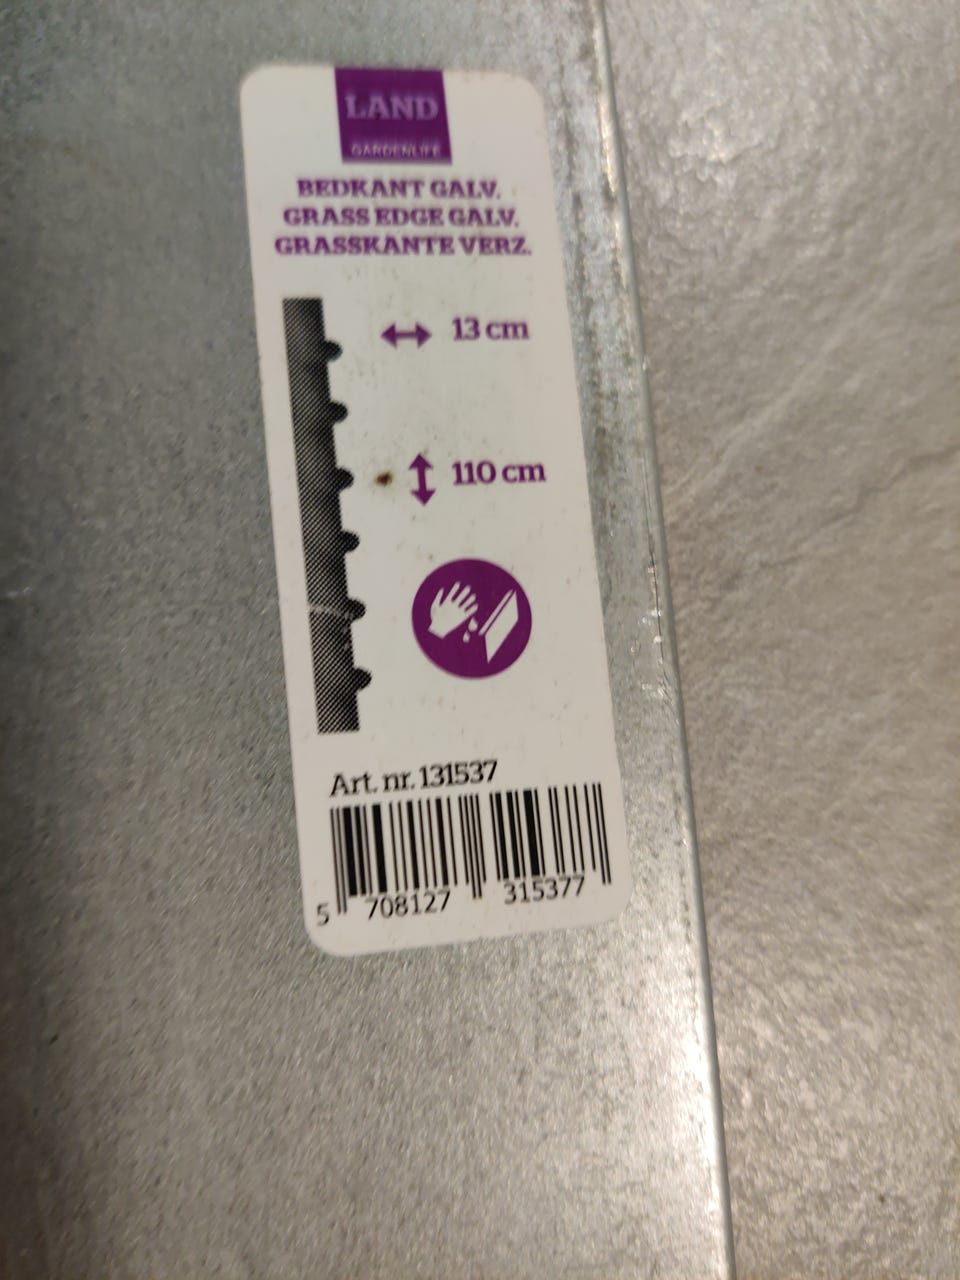 LAND
GARDENLIFE
BEDKANT GALV.
GRASS EDGE GALV.
GRASSKANTE VERZ.
13 cm
110 cm
Art. nr. 131537
5 708127 315377